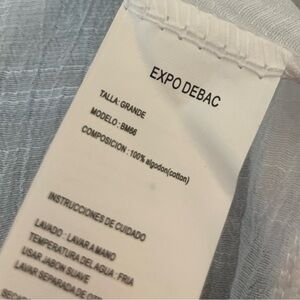 EXPO DEBAC
TALLA: GRANDE
MODELO : BM66
COMPOSICION : 100% algodon(cotton)
INSTRUCCIONES DE CUIDADO
LAVADO : LAVAR A MANO
TEMPERATURA DEL AGUA : FRIA
USAR JABON SUAVE
LAVAR SEPARADA DE